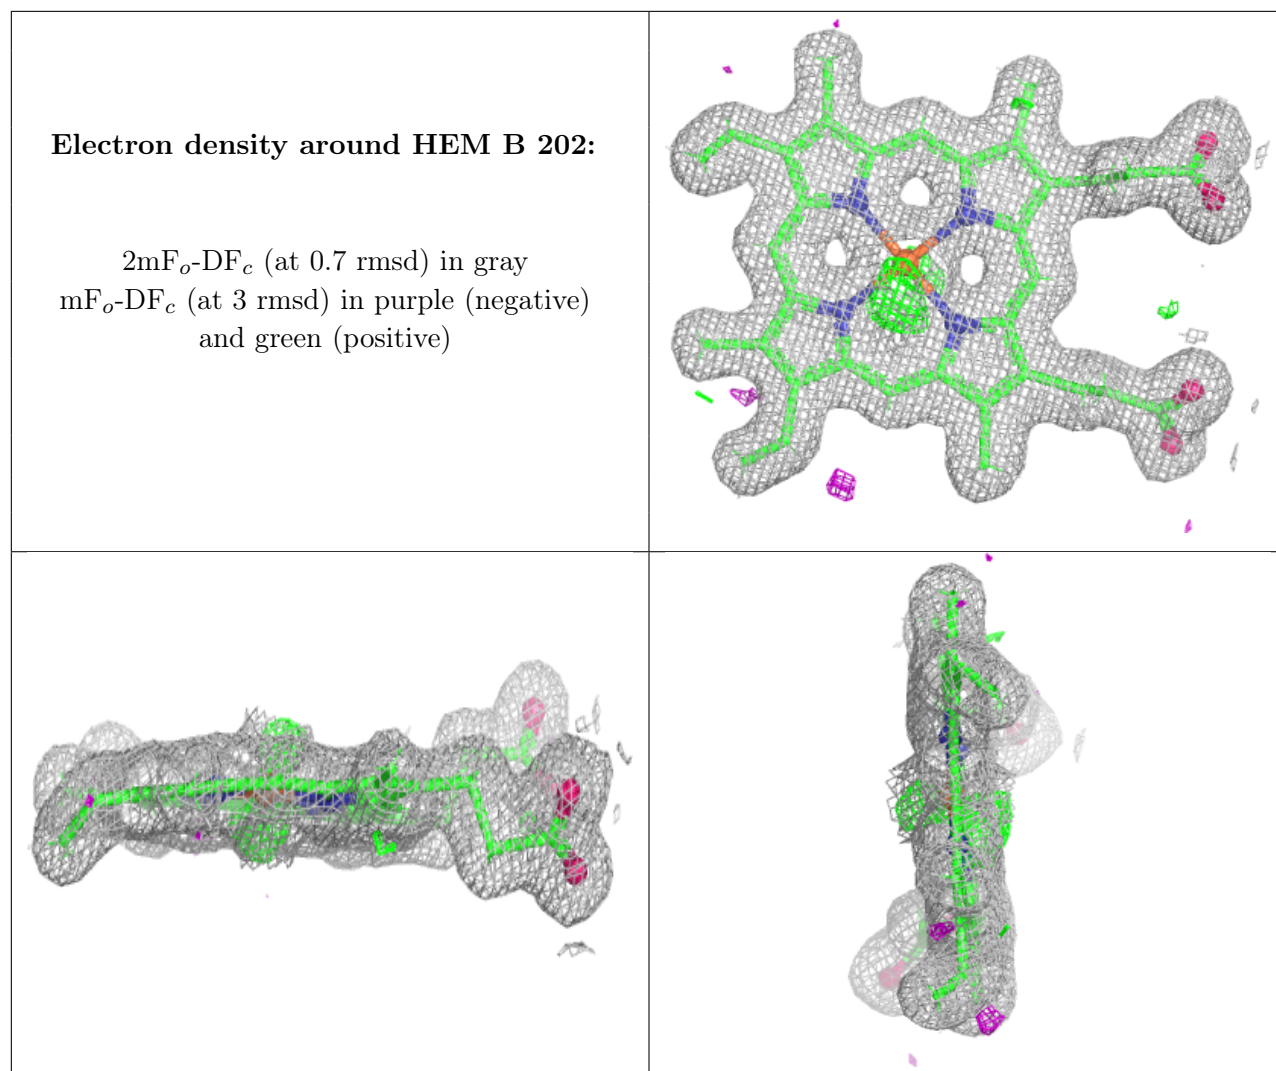 Electron density around HEM B 202:
2mFo-DFc (at 0.7 rmsd) in gray
mFo-DFc (at 3 rmsd) in purple (negative)
and green (positive)